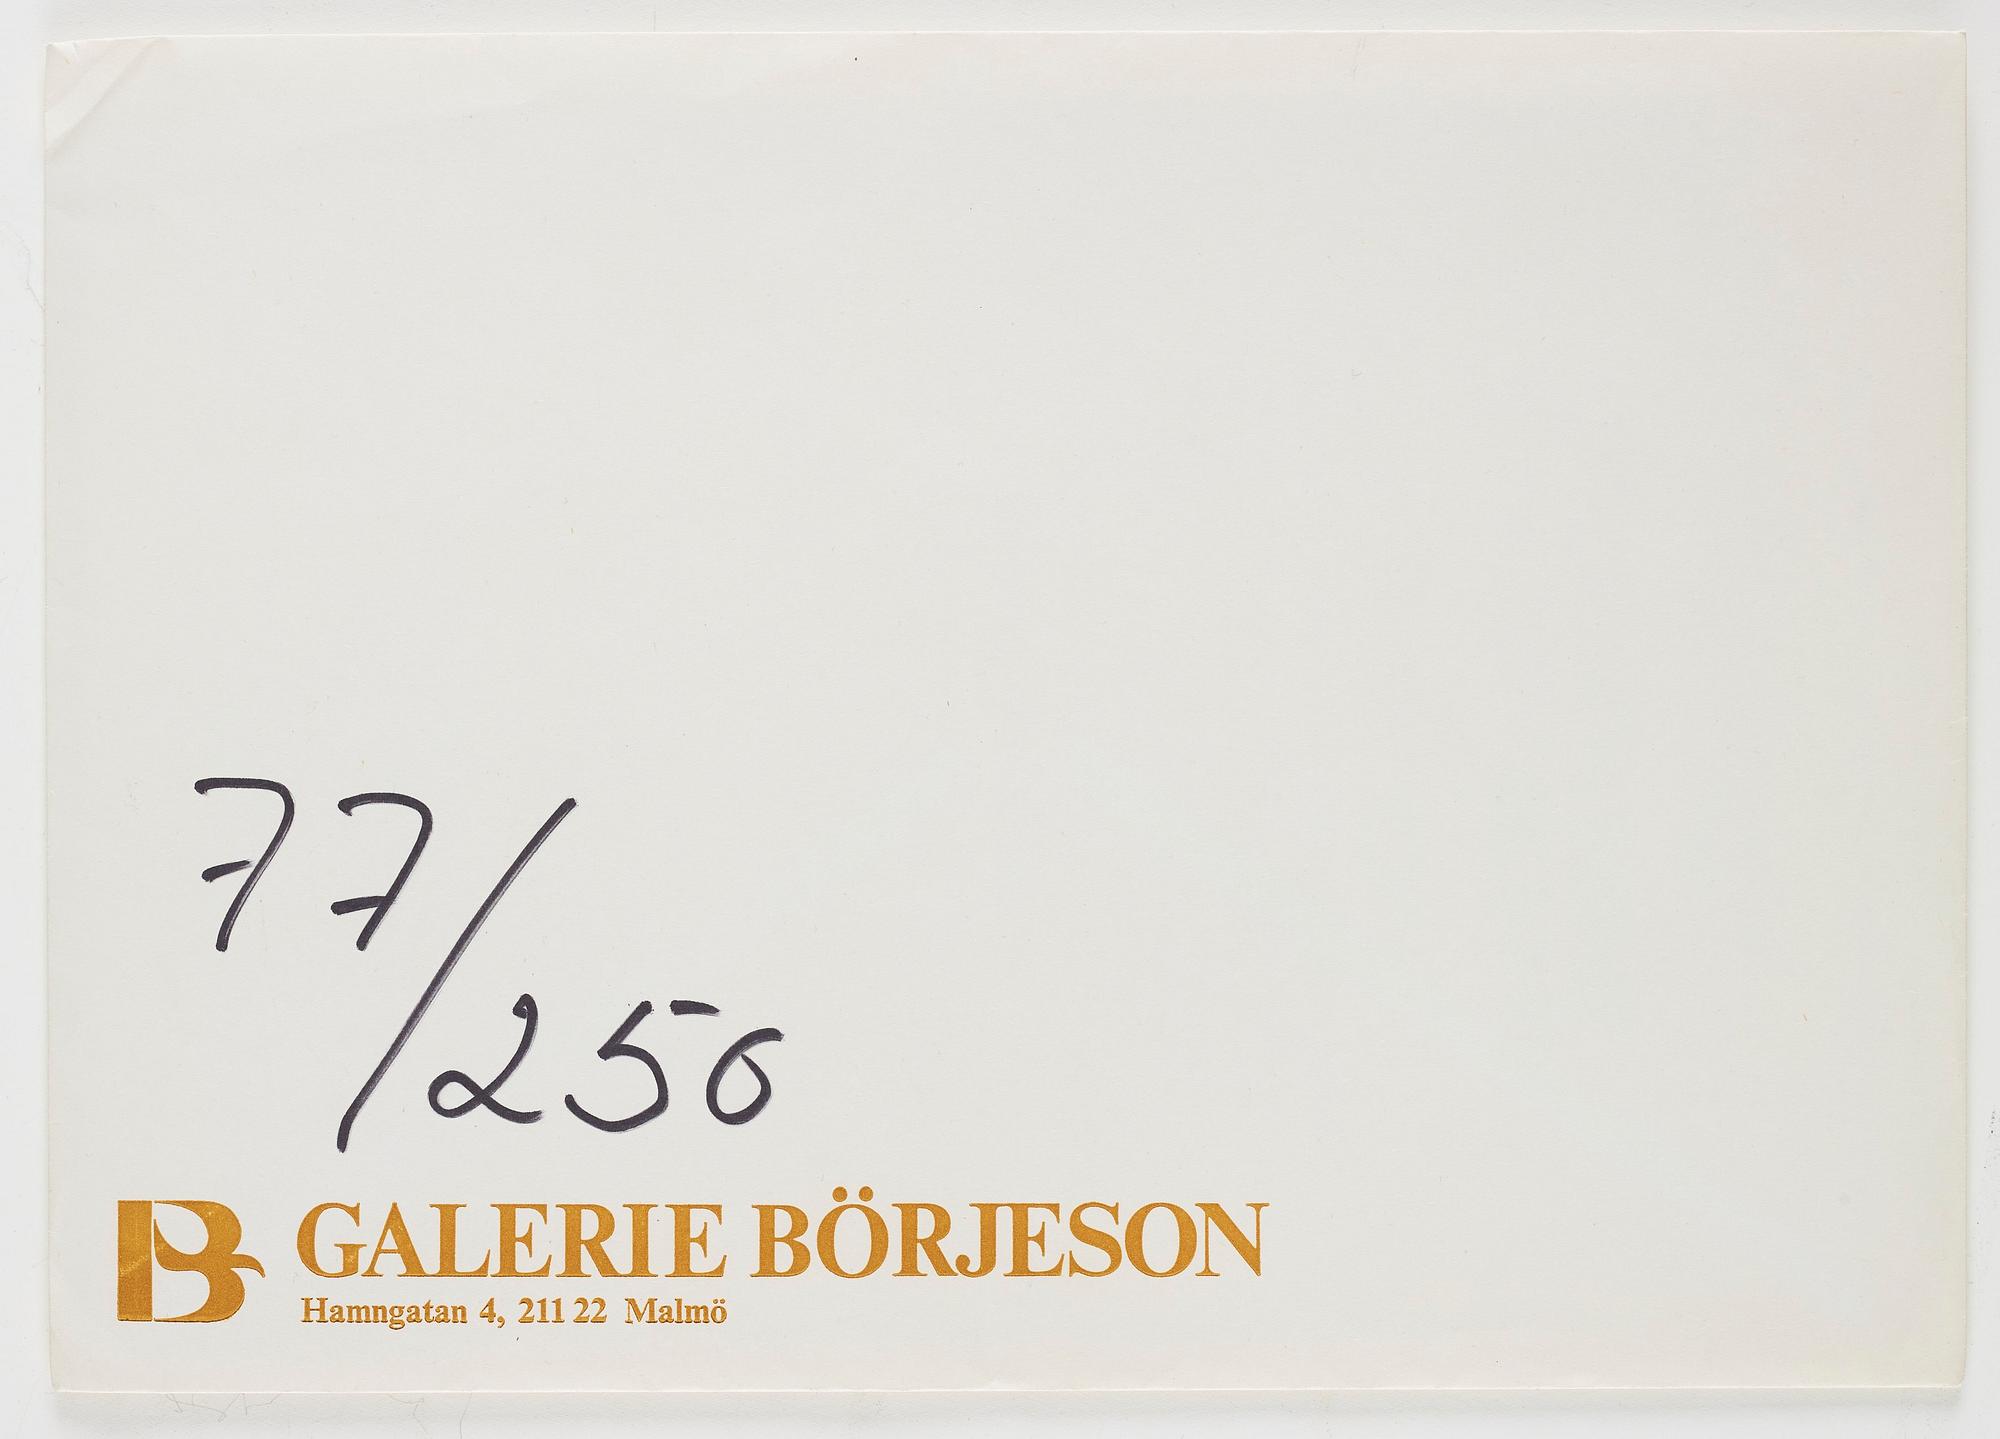 77/250
B GALERIE BÖRJESON
Hamngatan 4, 211 22 Malmö